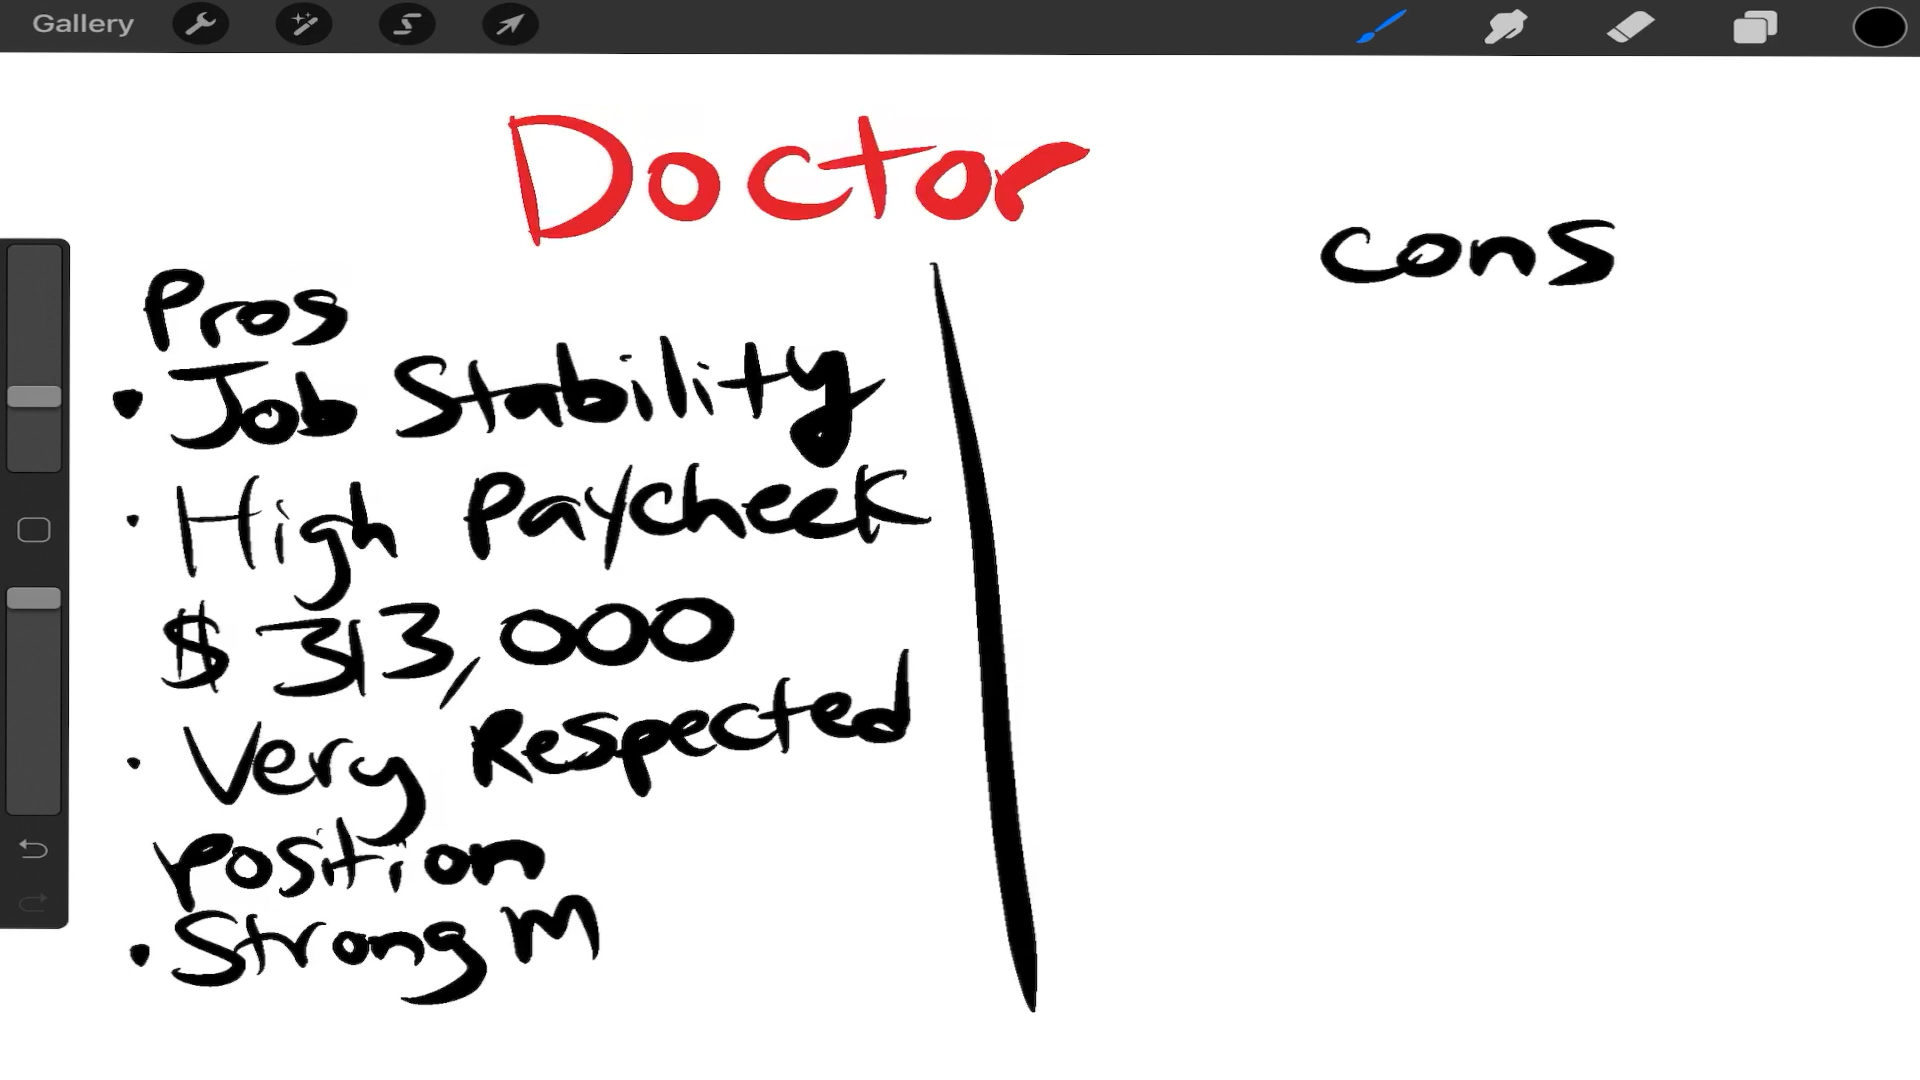 Gallery
Doctor
Pros
• Job Stability
• High Paycheck
$313,000
• Very Respected
position
• Strong M
cons